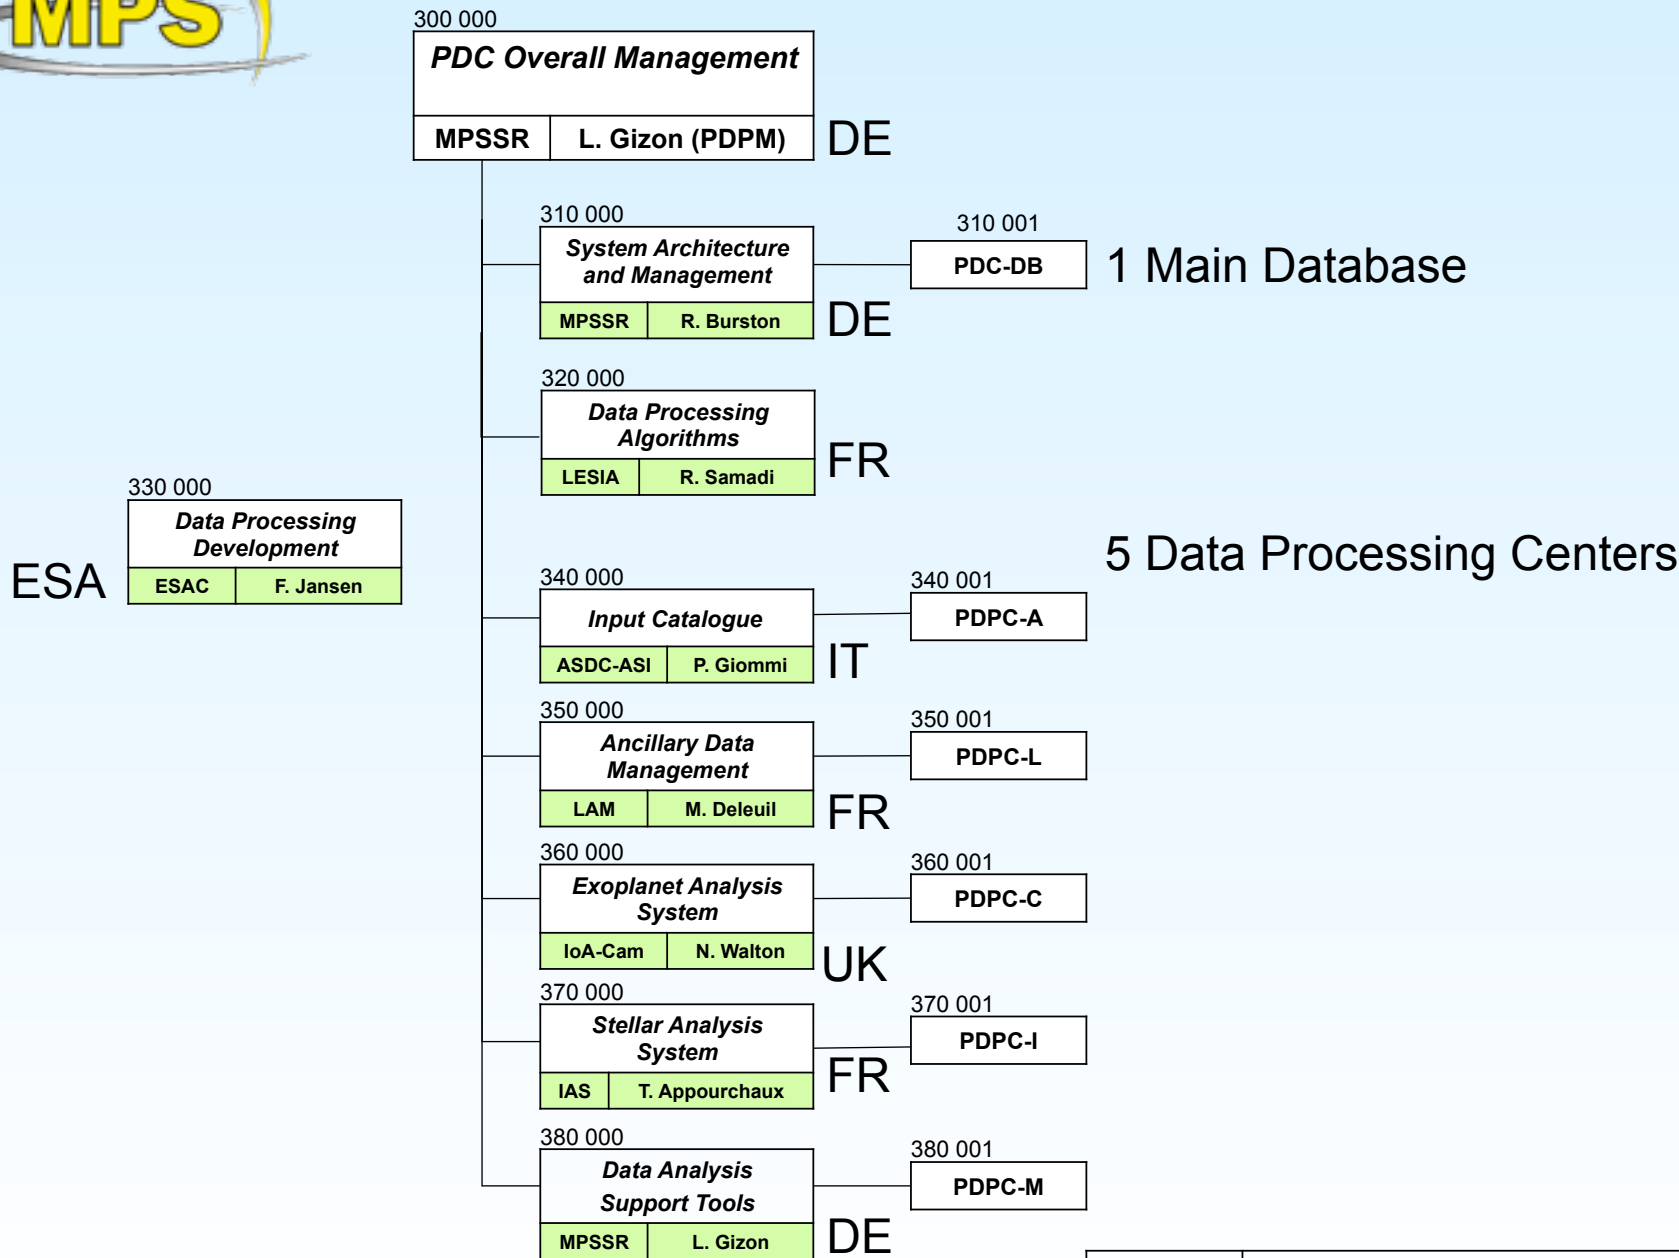 MPS
300 000
PDC Overall Management
MPSSR L. Gizon (PDPM) DE
310 000
System Architecture
and Management
MPSSR R. Burston DE
310 001
PDC-DB
1 Main Database
320 000
Data Processing
Algorithms
LESIA R. Samadi FR
330 000
Data Processing
Development
ESA ESAC F. Jansen
5 Data Processing Centers
340 000
Input Catalogue
ASDC-ASI P. Giommi IT
340 001
PDPC-A
350 000
Ancillary Data
Management
LAM M. Deleuil FR
350 001
PDPC-L
360 000
Exoplanet Analysis
System
IoA-Cam N. Walton UK
360 001
PDPC-C
370 000
Stellar Analysis
System
IAS T. Appourchaux FR
370 001
PDPC-I
380 000
Data Analysis
Support Tools
MPSSR L. Gizon DE
380 001
PDPC-M